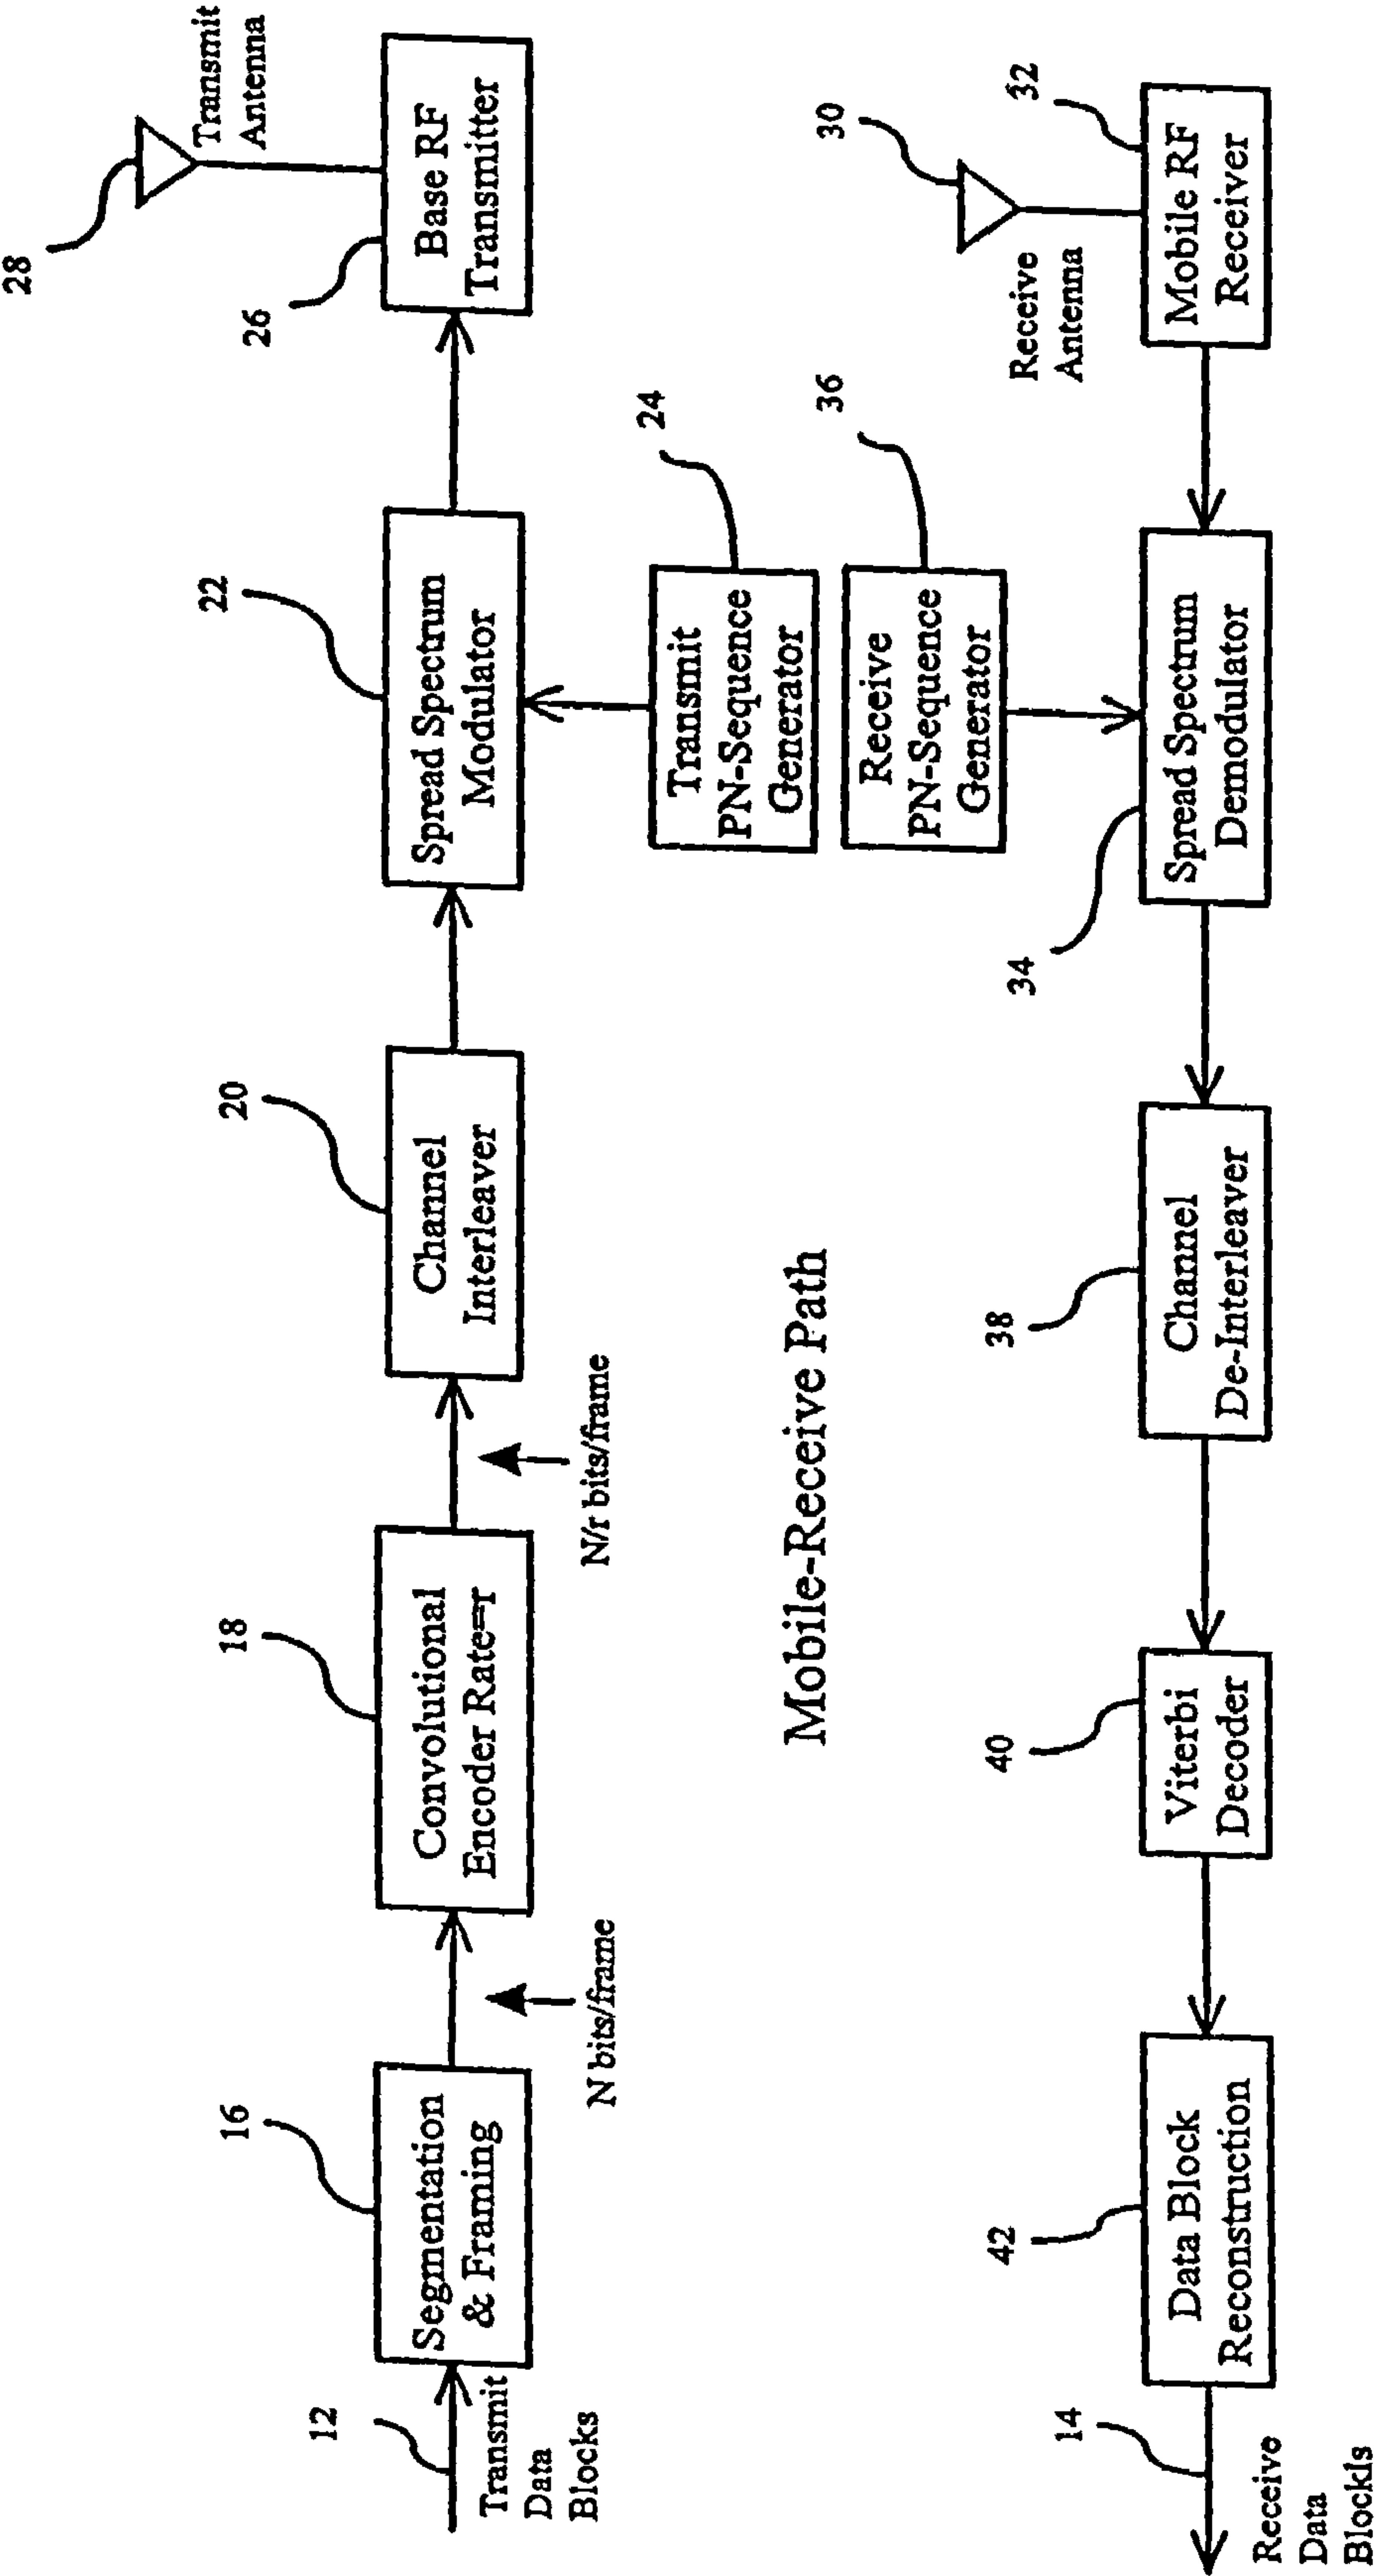 28
Transmit
Antenna
26
Base RF
Transmitter
22
Spread Spectrum
Modulator
24
Transmit
PN-Sequence
Generator
20
Channel
Interleaver
N/r bits/frame
18
Convolutional
Encoder Rate=r
N bits/frame
16
Segmentation
& Framing
12
Transmit
Data
Blocks
Mobile-Receive Path
30
Receive
Antenna
32
Mobile RF
Receiver
36
Receive
PN-Sequence
Generator
34
Spread Spectrum
Demodulator
38
Channel
De-Interleaver
40
Viterbi
Decoder
42
Data Block
Reconstruction
14
Receive
Data
Blockls